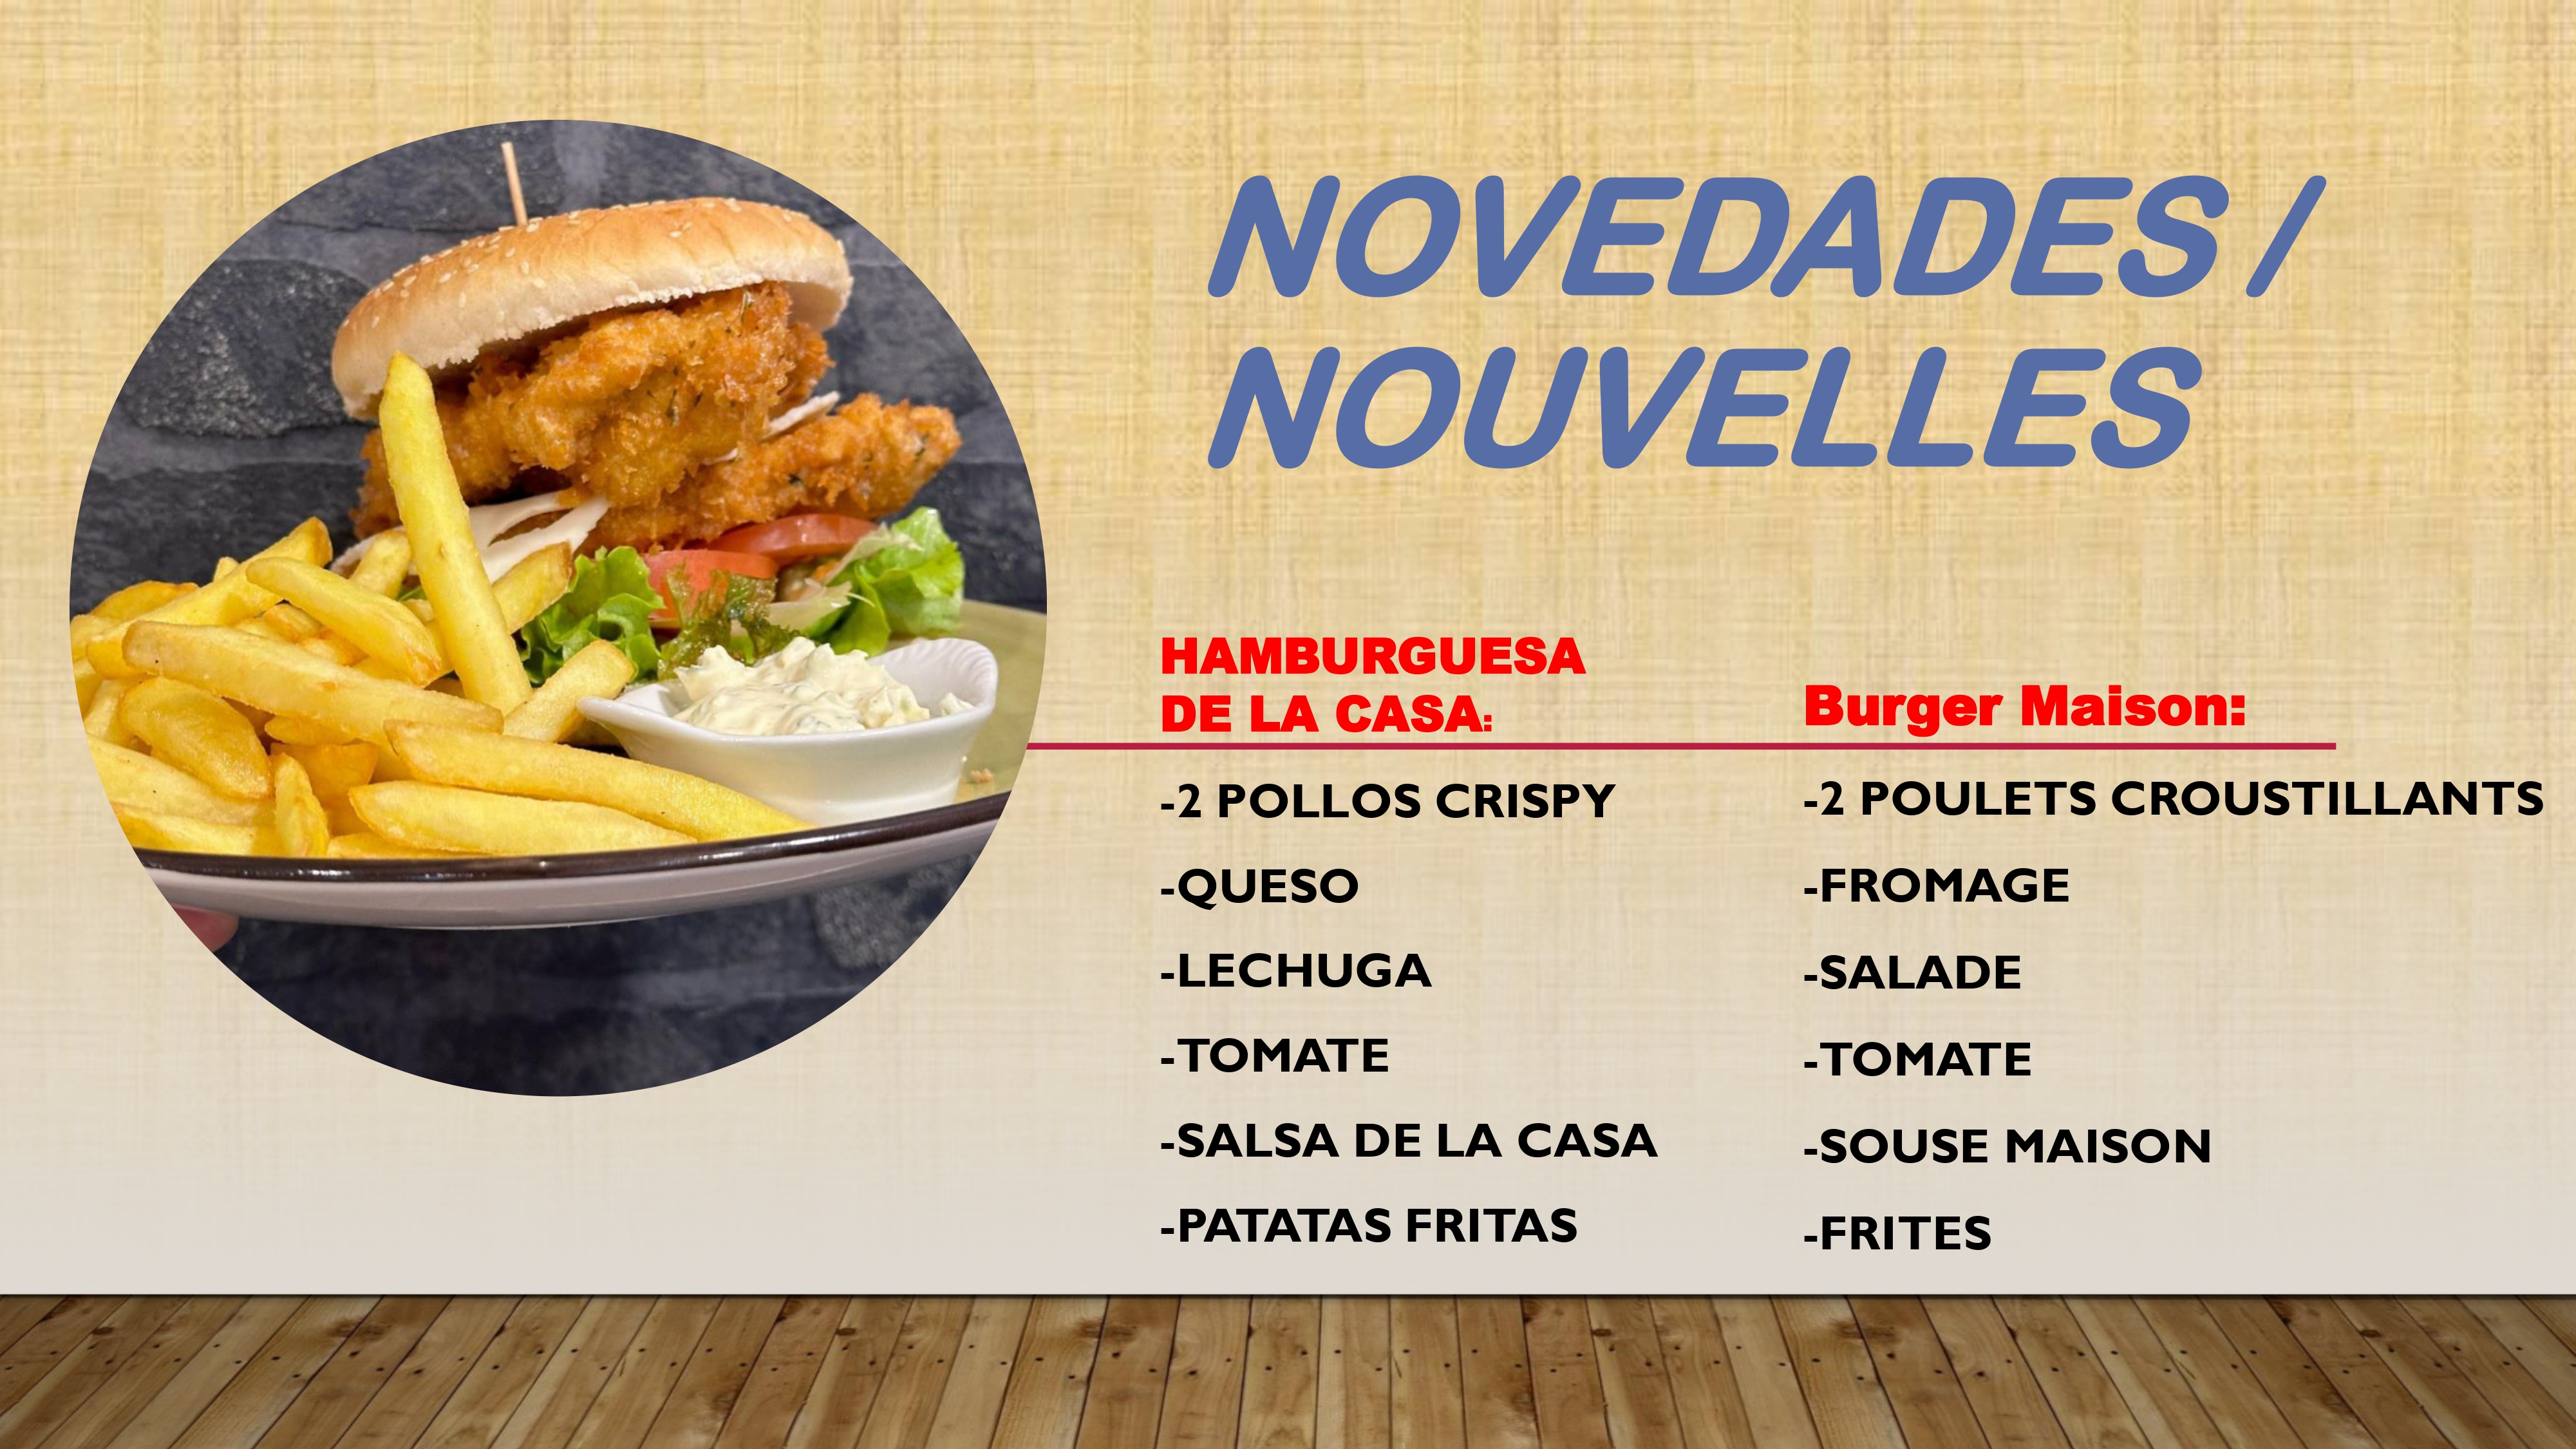 NOVEDADES /
NOUVELLES
HAMBURGUESA
DE LA CASA:
-2 POLLOS CRISPY
-QUESO
-LECHUGA
-TOMATE
-SALSA DE LA CASA
-PATATAS FRITAS
Burger Maison:
-2 POULETS CROUSTILLANTS
-FROMAGE
-SALADE
-TOMATE
-SOUSE MAISON
-FRITES